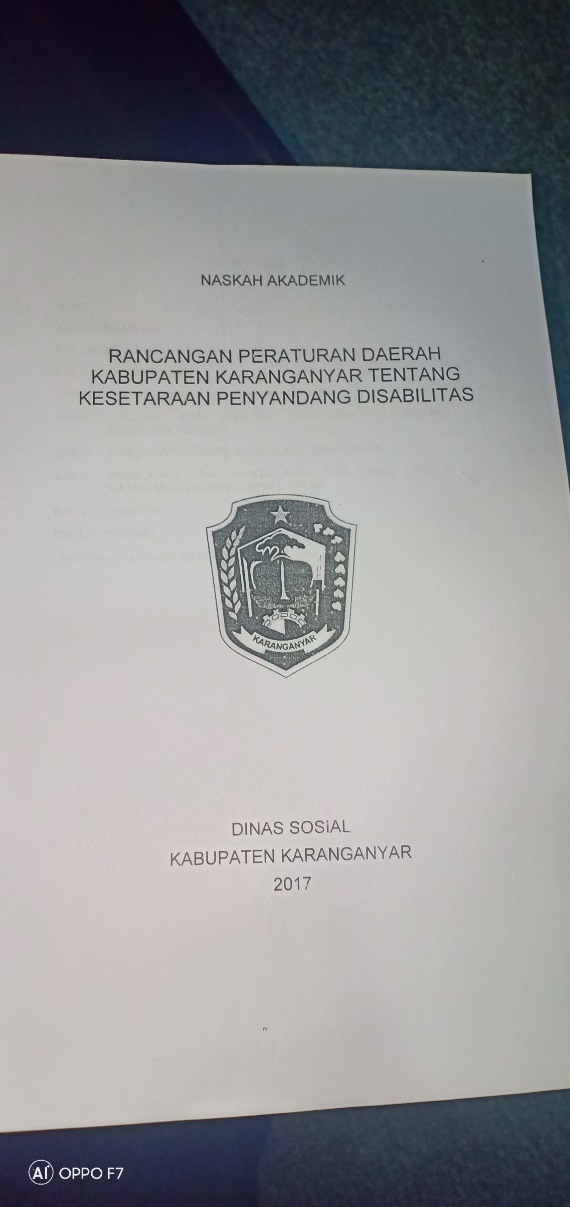 NASKAH AKADEMIK
RANCANGAN PERATURAN DAERAH
KABUPATEN KARANGANYAR TENTANG
KESETARAAN PENYANDANG DISABILITAS
KARANGANYAR
DINAS SOSiAL
KABUPATEN KARANGANYAR
2017
AI OPPO F7